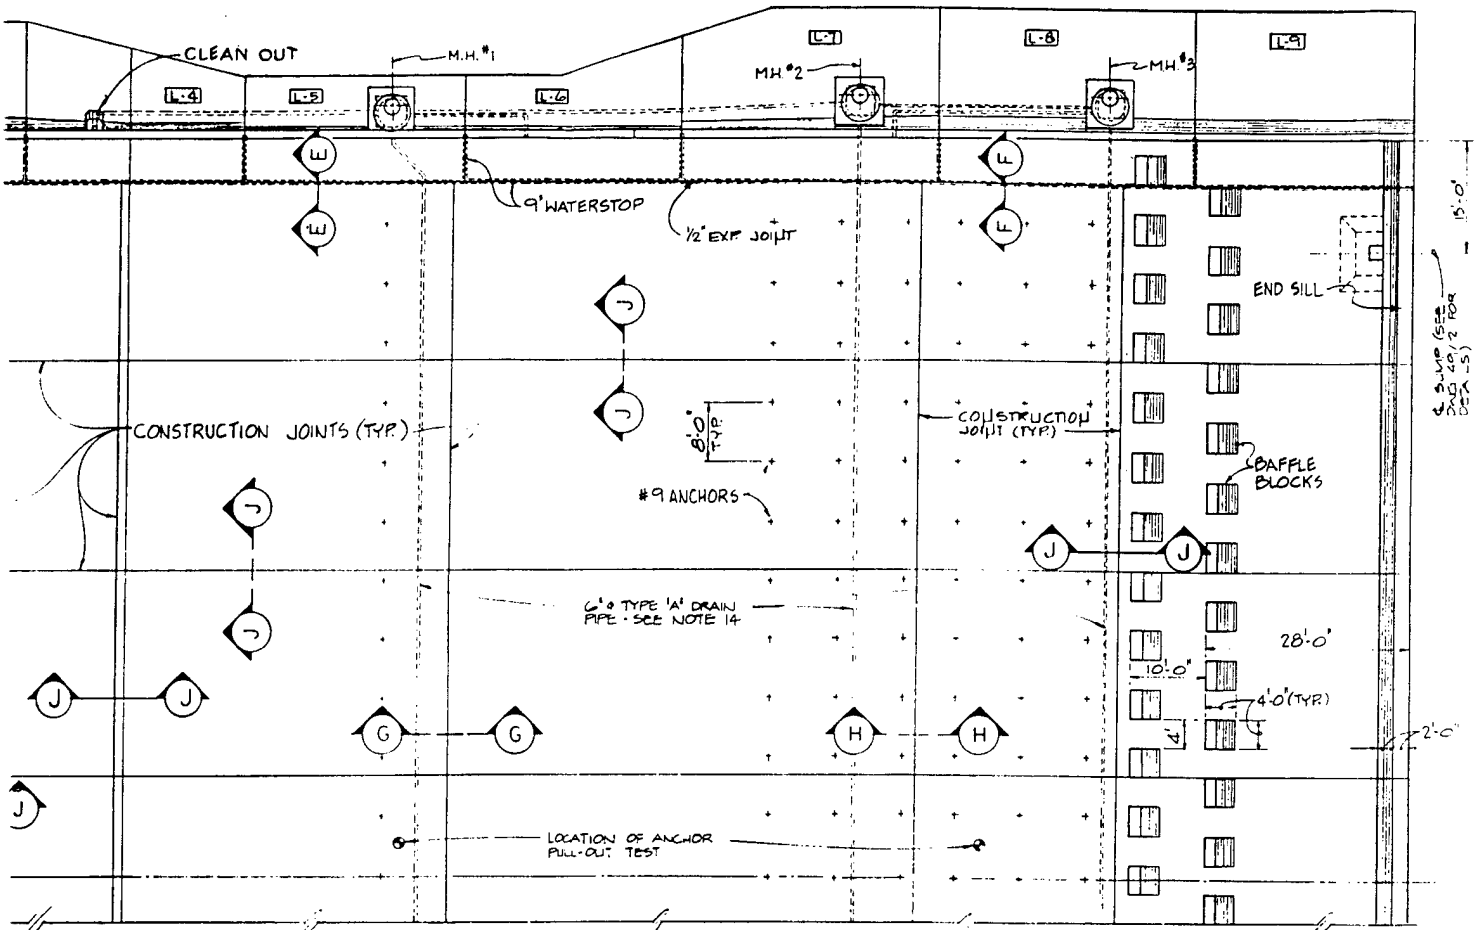 CLEAN OUT
M.H. #1
L-4
L-5
L-6
L-7
M.H. #2
L-8
M.H. #3
L-9
E
E
F
F
9" WATERSTOP
1/2" EXP. JOINT
15'-0"
END SILL
℄ SUMP (SEE
FOR
J
J
CONSTRUCTION JOINTS (TYP.)
8'-0"
TYP.
CONSTRUCTION
JOINT (TYP.)
BAFFLE
BLOCKS
#9 ANCHORS
J
J
J
J
6"ø TYPE 'A' DRAIN
PIPE - SEE NOTE 14
28'-0"
10'-0"
4'-0" (TYP.)
4'
2'-0"
J
J
G
G
H
H
J
LOCATION OF ANCHOR
PULL-OUT TEST